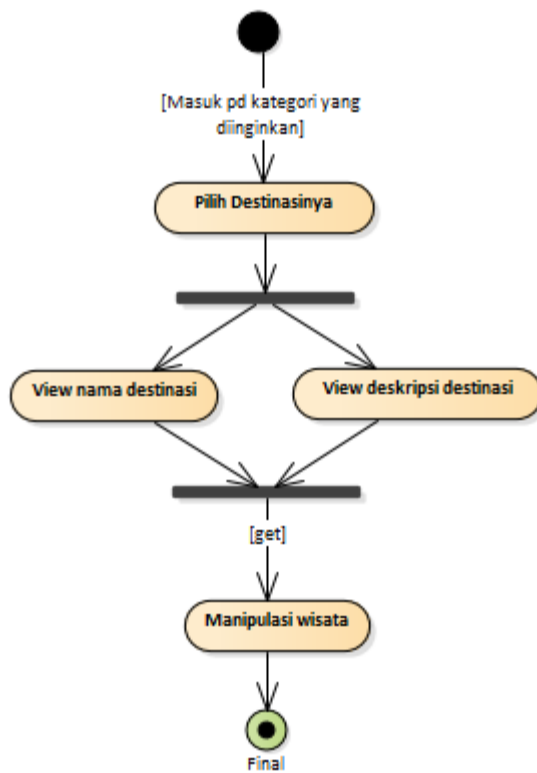 [Masuk pd kategori yang
diinginkan]
Pilih Destinasinya
View nama destinasi
View deskripsi destinasi
[get]
Manipulasi wisata
Final